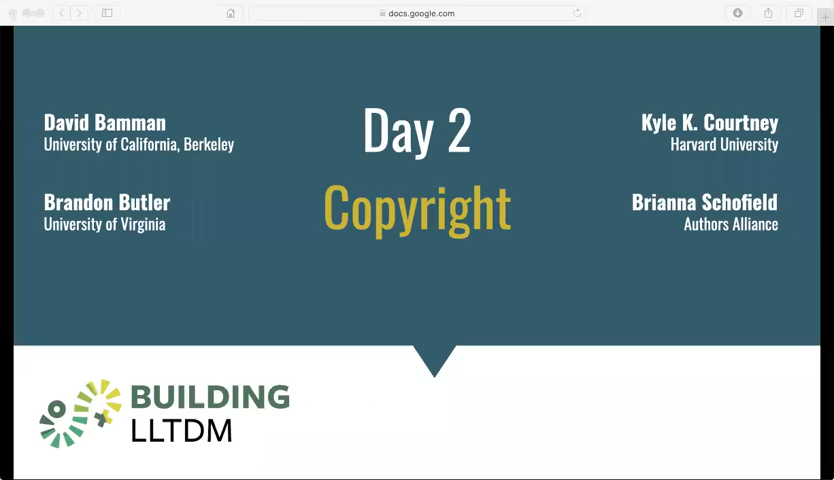 docs.google.com
David Bamman
University of California, Berkeley
Brandon Butler
University of Virginia
Day 2
Copyright
Kyle K. Courtney
Harvard University
Brianna Schofield
Authors Alliance
BUILDING
LLTDM